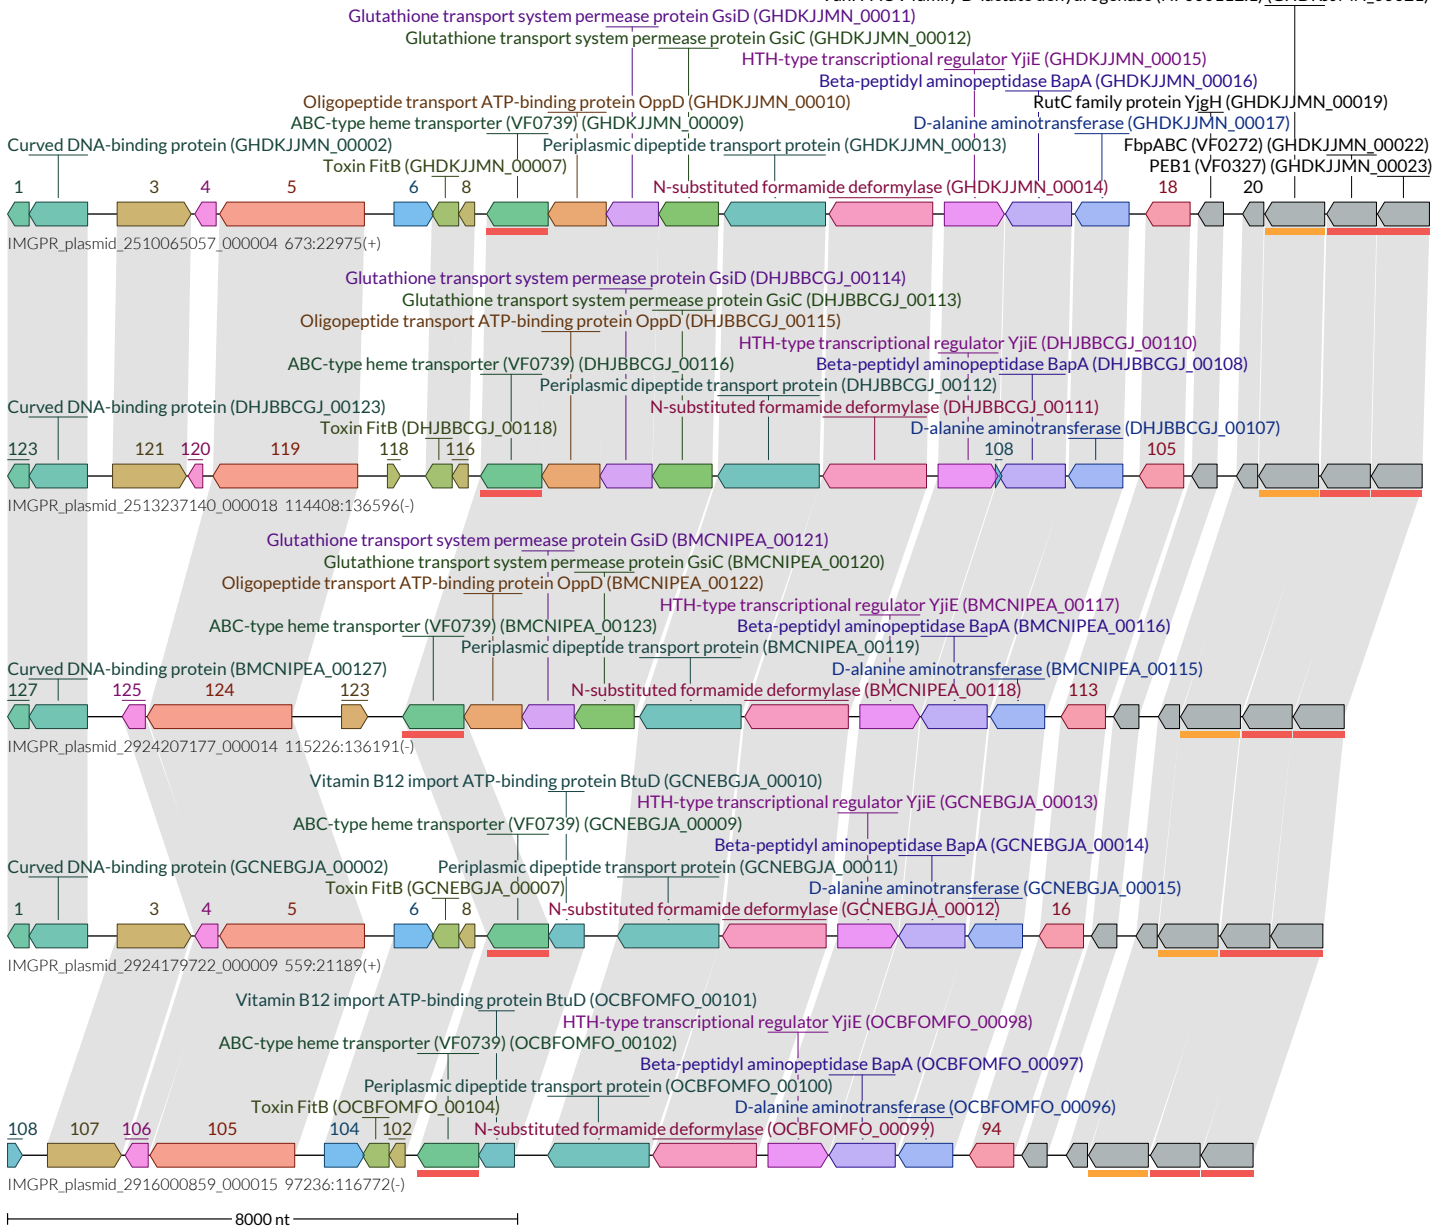 Glutathione transport system permease protein GsiD (GHDKJJMN_00011)
Glutathione transport system permease protein GsiC (GHDKJJMN_00012)
HTH-type transcriptional regulator YjiE (GHDKJJMN_00015)
Beta-peptidyl aminopeptidase BapA (GHDKJJMN_00016)
Oligopeptide transport ATP-binding protein OppD (GHDKJJMN_00010)
RutC family protein YjgH (GHDKJJMN_00019)
ABC-type heme transporter (VF0739) (GHDKJJMN_00009)
D-alanine aminotransferase (GHDKJJMN_00017)
Curved DNA-binding protein (GHDKJJMN_00002)
Periplasmic dipeptide transport protein (GHDKJJMN_00013)
FbpABC (VF0272) (GHDKJJMN_00022)
Toxin FitB (GHDKJJMN_00007)
PEB1 (VF0327) (GHDKJJMN_00023)
1 3 4 5 6 8 N-substituted formamide deformylase (GHDKJJMN_00014) 18 20
IMGPR_plasmid_2510065057_000004 673:22975(+)
Glutathione transport system permease protein GsiD (DHJBBCGJ_00114)
Glutathione transport system permease protein GsiC (DHJBBCGJ_00113)
Oligopeptide transport ATP-binding protein OppD (DHJBBCGJ_00115)
HTH-type transcriptional regulator YjiE (DHJBBCGJ_00110)
ABC-type heme transporter (VF0739) (DHJBBCGJ_00116)
Beta-peptidyl aminopeptidase BapA (DHJBBCGJ_00108)
Periplasmic dipeptide transport protein (DHJBBCGJ_00112)
Curved DNA-binding protein (DHJBBCGJ_00123)
N-substituted formamide deformylase (DHJBBCGJ_00111)
Toxin FitB (DHJBBCGJ_00118)
D-alanine aminotransferase (DHJBBCGJ_00107)
123 121 120 119 118 116 108 105
IMGPR_plasmid_2513237140_000018 114408:136596(-)
Glutathione transport system permease protein GsiD (BMCNIPEA_00121)
Glutathione transport system permease protein GsiC (BMCNIPEA_00120)
Oligopeptide transport ATP-binding protein OppD (BMCNIPEA_00122)
HTH-type transcriptional regulator YjiE (BMCNIPEA_00117)
ABC-type heme transporter (VF0739) (BMCNIPEA_00123)
Beta-peptidyl aminopeptidase BapA (BMCNIPEA_00116)
Periplasmic dipeptide transport protein (BMCNIPEA_00119)
Curved DNA-binding protein (BMCNIPEA_00127)
D-alanine aminotransferase (BMCNIPEA_00115)
127 125 124 123 N-substituted formamide deformylase (BMCNIPEA_00118) 113
IMGPR_plasmid_2924207177_000014 115226:136191(-)
Vitamin B12 import ATP-binding protein BtuD (GCNEBGJA_00010)
HTH-type transcriptional regulator YjiE (GCNEBGJA_00013)
ABC-type heme transporter (VF0739) (GCNEBGJA_00009)
Beta-peptidyl aminopeptidase BapA (GCNEBGJA_00014)
Curved DNA-binding protein (GCNEBGJA_00002)
Periplasmic dipeptide transport protein (GCNEBGJA_00011)
Toxin FitB (GCNEBGJA_00007)
D-alanine aminotransferase (GCNEBGJA_00015)
1 3 4 5 6 8 N-substituted formamide deformylase (GCNEBGJA_00012) 16
IMGPR_plasmid_2924179722_000009 559:21189(+)
Vitamin B12 import ATP-binding protein BtuD (OCBFOMFO_00101)
HTH-type transcriptional regulator YjiE (OCBFOMFO_00098)
ABC-type heme transporter (VF0739) (OCBFOMFO_00102)
Beta-peptidyl aminopeptidase BapA (OCBFOMFO_00097)
Periplasmic dipeptide transport protein (OCBFOMFO_00100)
Toxin FitB (OCBFOMFO_00104)
D-alanine aminotransferase (OCBFOMFO_00096)
108 107 106 105 104 102 N-substituted formamide deformylase (OCBFOMFO_00099) 94
IMGPR_plasmid_2916000859_000015 97236:116772(-)
8000 nt